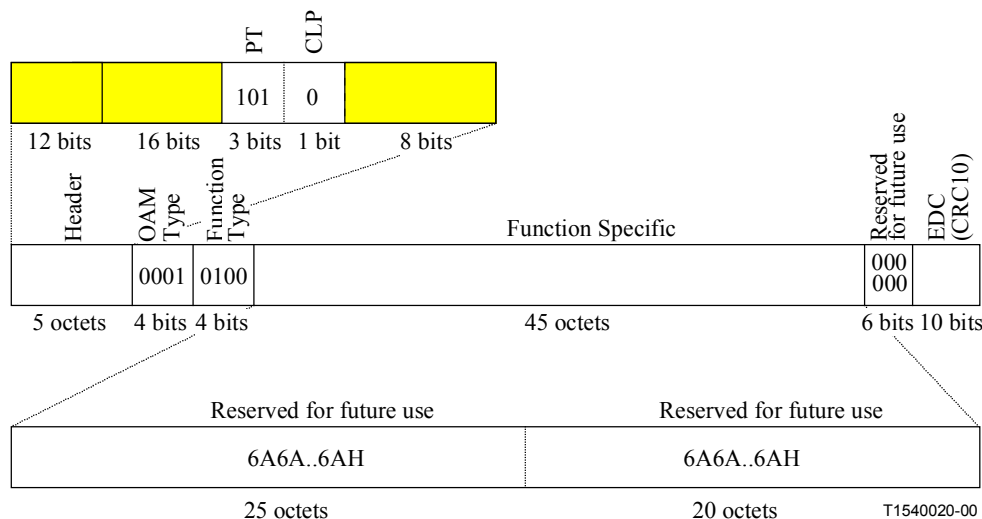 PT
CLP
101
0
12 bits
16 bits
3 bits
1 bit
8 bits
Header
OAM
Type
Function
Type
Function Specific
Reserved
for future use
EDC
(CRC10)
0001
0100
000
000
5 octets
4 bits
4 bits
45 octets
6 bits
10 bits
Reserved for future use
Reserved for future use
6A6A..6AH
6A6A..6AH
25 octets
20 octets
T1540020-00